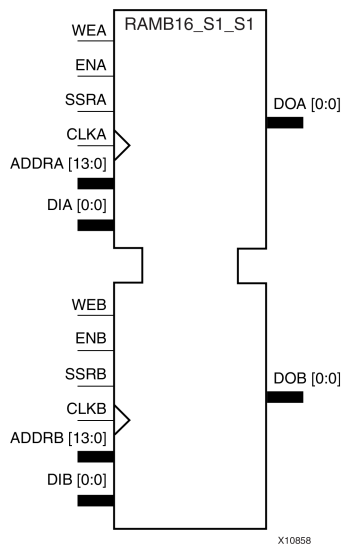 RAMB16_S1_S1
WEA
ENA
SSRA
DOA [0:0]
CLKA
ADDRA [13:0]
DIA [0:0]
WEB
ENB
SSRB
DOB [0:0]
CLKB
ADDRB [13:0]
DIB [0:0]
X10858